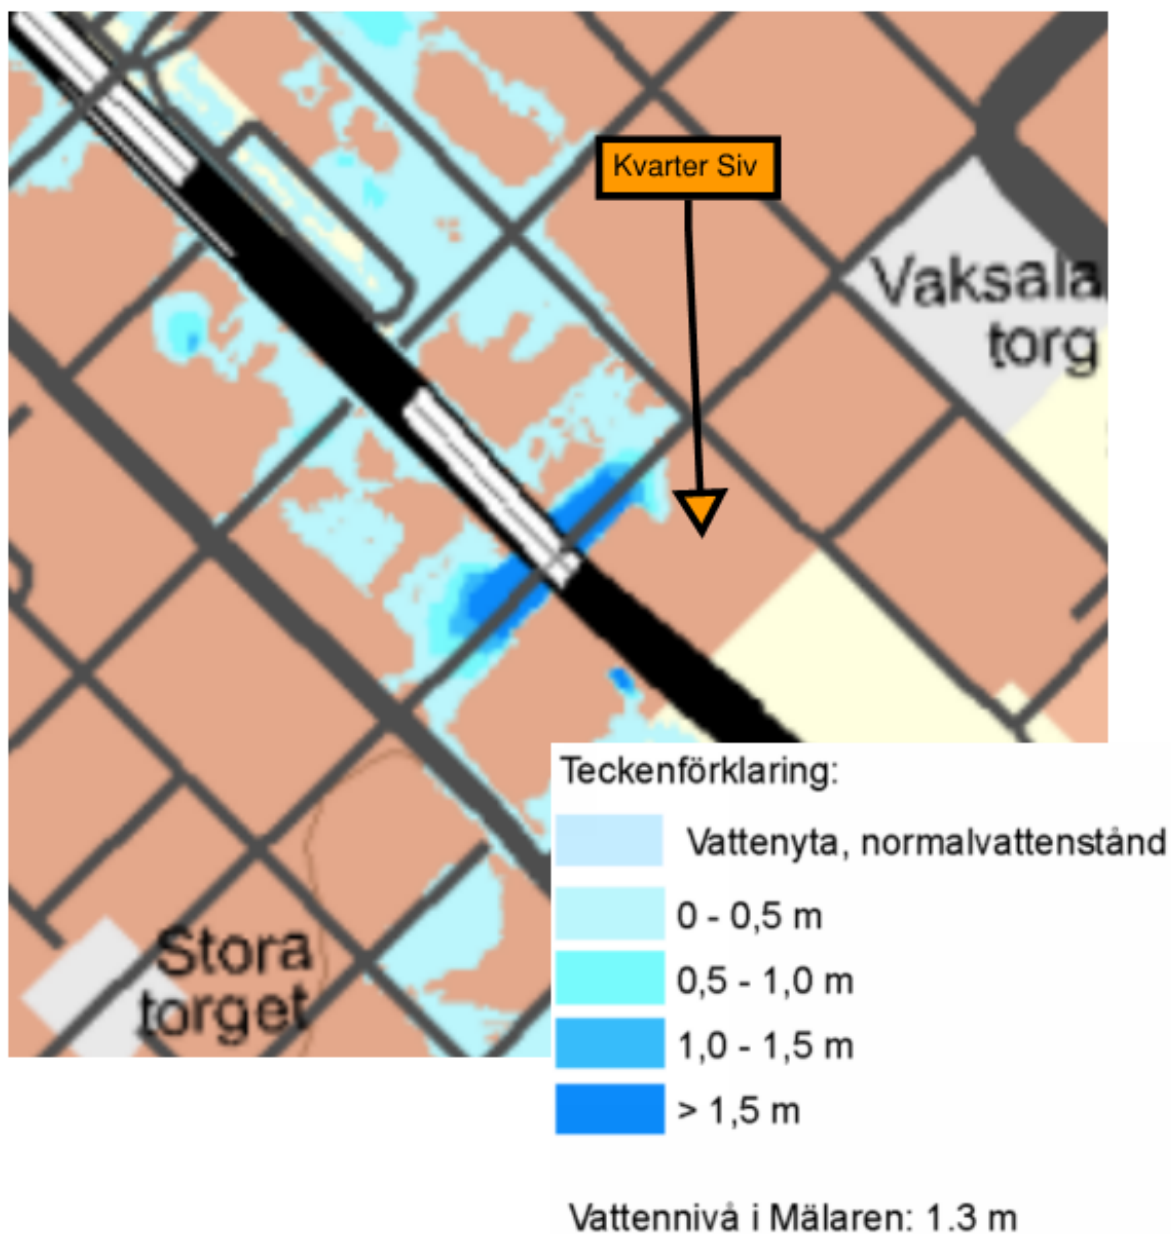 Kvarter Siv
Vaksala
torg
Stora
torget
Teckenförklaring:
Vattenyta, normalvattenstånd
0 - 0,5 m
0,5 - 1,0 m
1,0 - 1,5 m
> 1,5 m
Vattennivå i Mälaren: 1.3 m